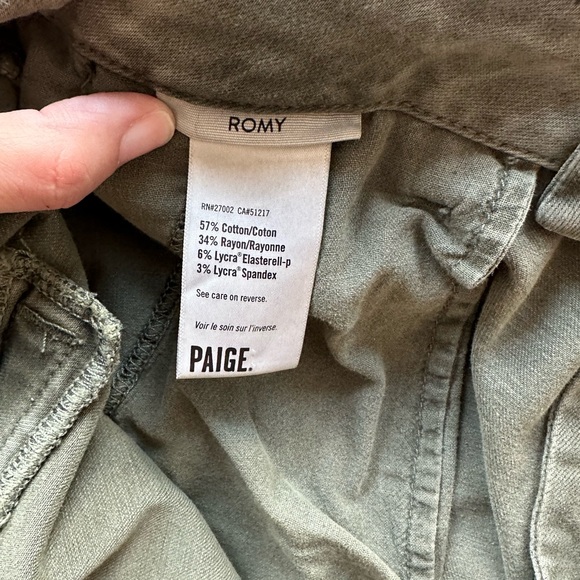 ROMY
RN#27002 CA#51217
57% Cotton/Coton
34% Rayon/Rayonne
6% Lycra® Elasterell-p
3% Lycra® Spandex
See care on reverse.
Voir le soin sur l'inverse.
PAIGE.